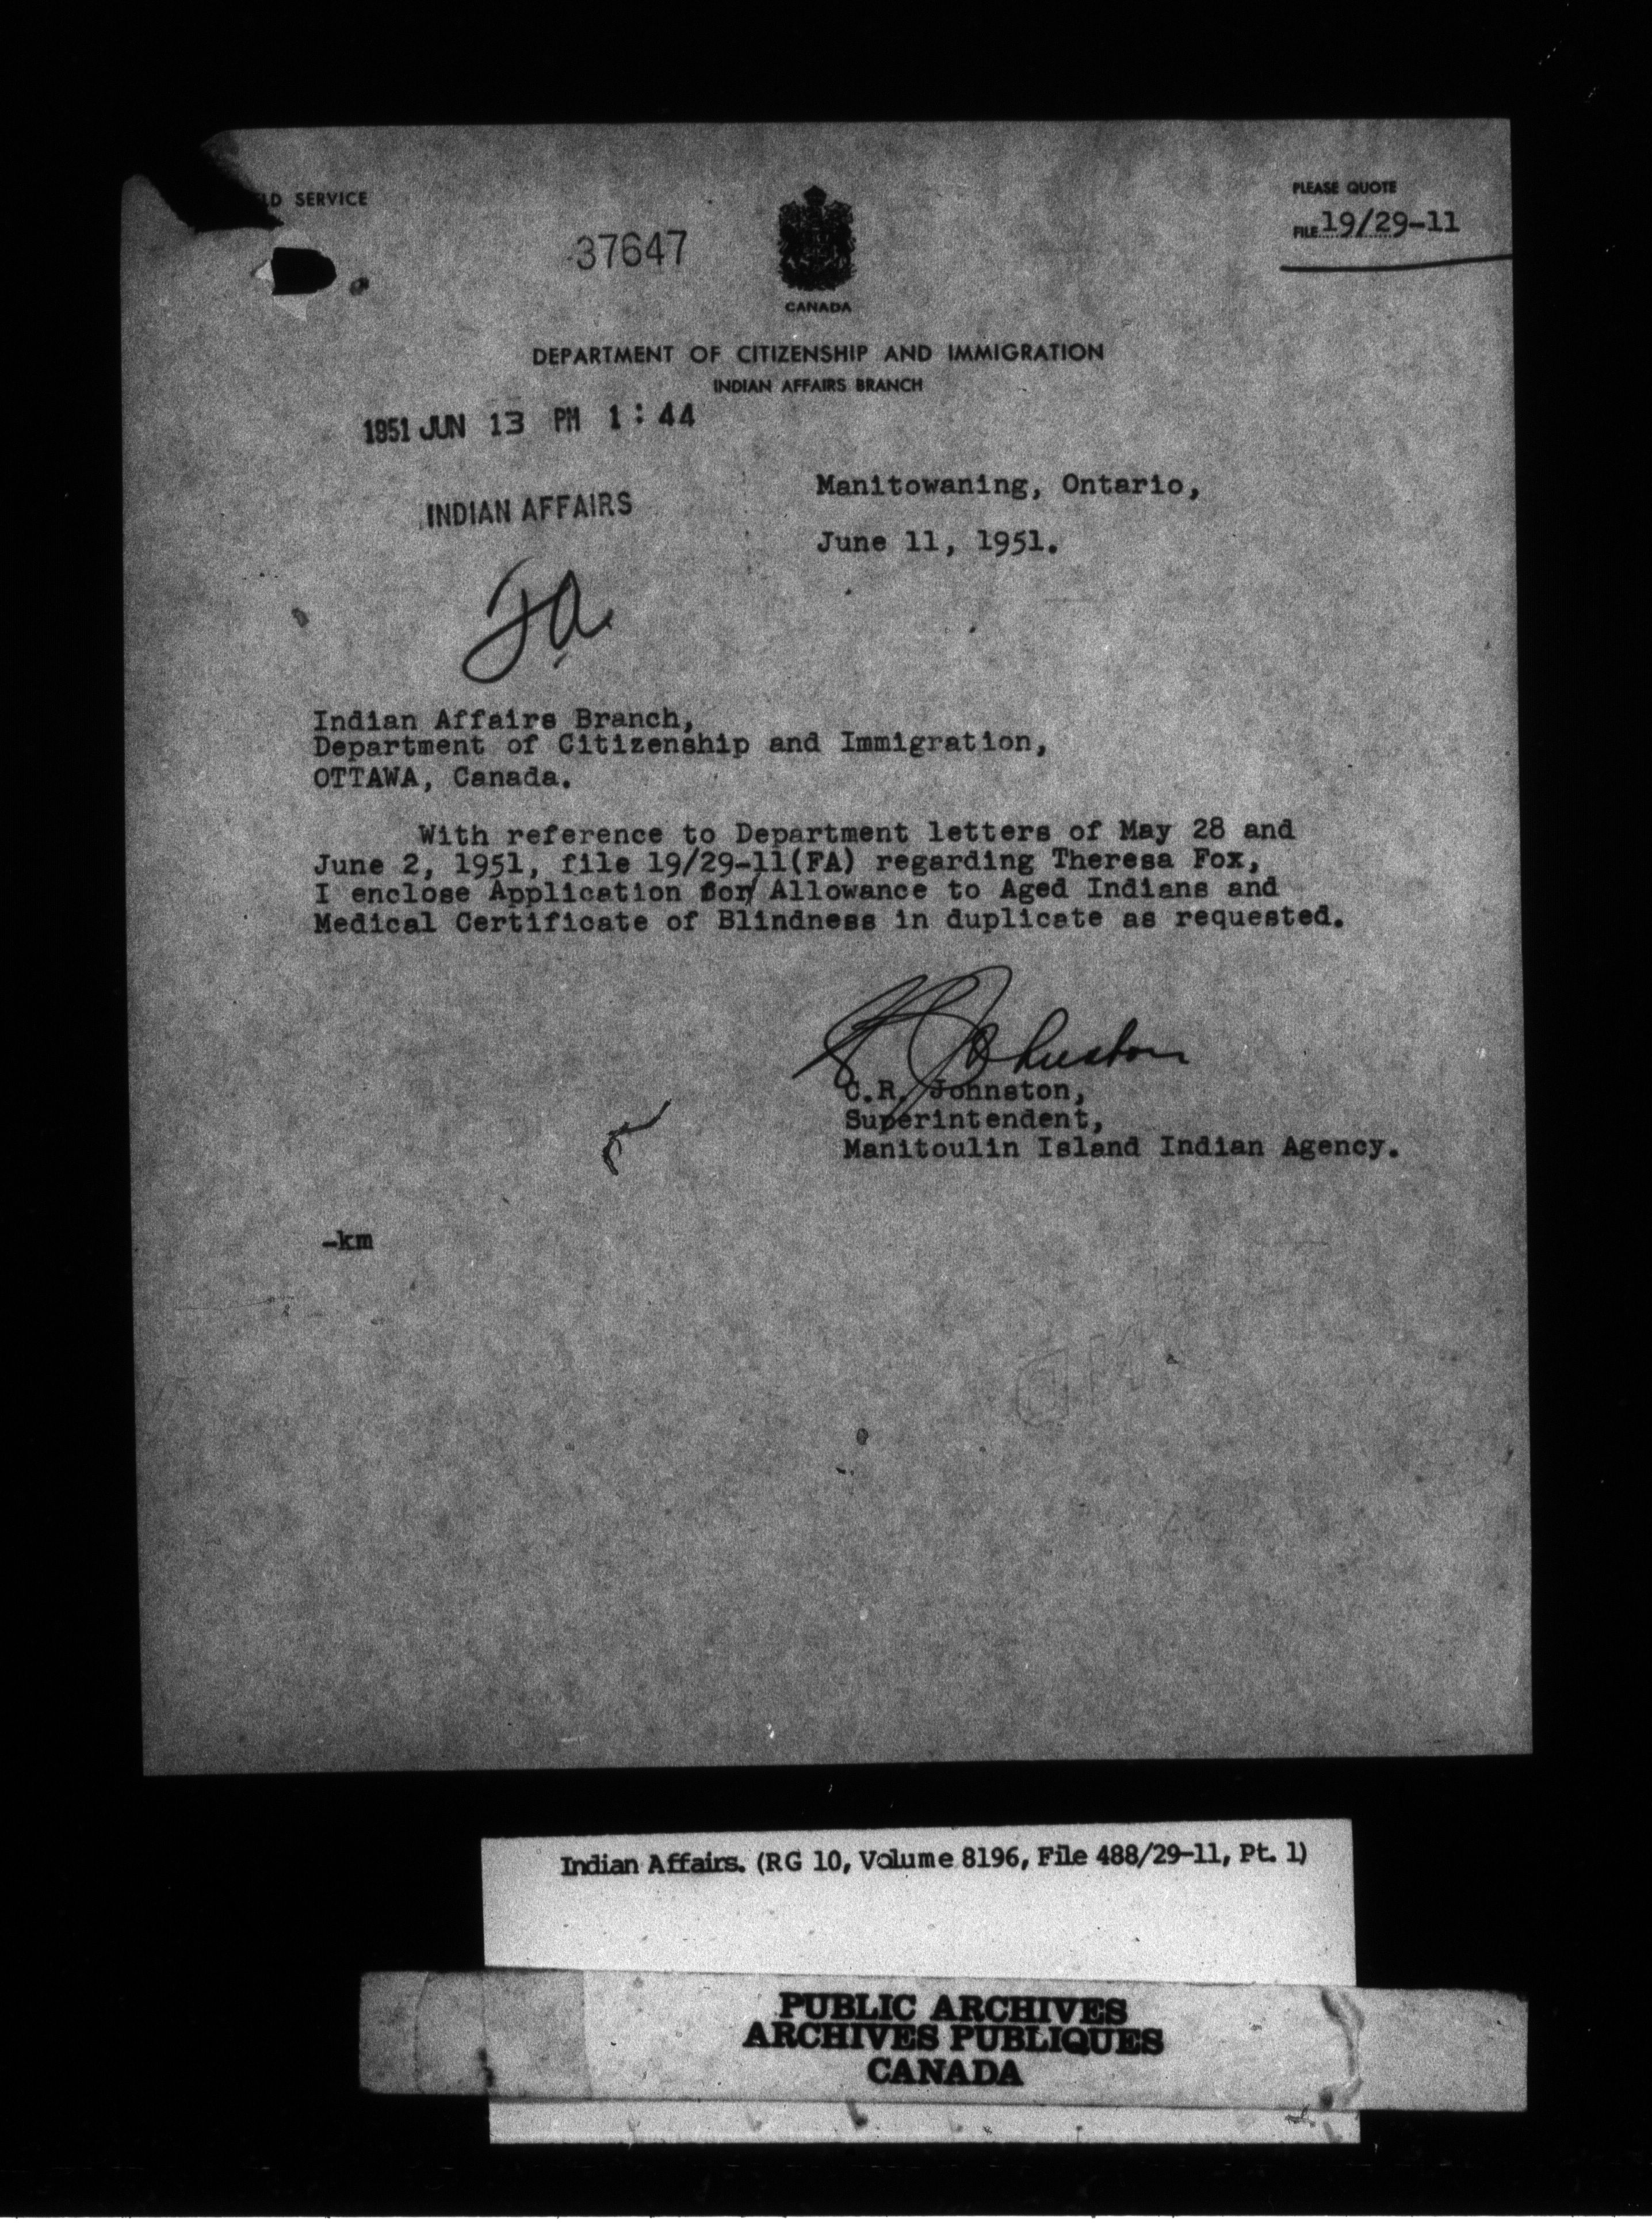 LD SERVICE
PLEASE QUOTE
FILE 19/29-11
37647
CANADA
DEPARTMENT OF CITIZENSHIP AND IMMIGRATION
INDIAN AFFAIRS BRANCH
1951 JUN 13 PM 1:44
INDIAN AFFAIRS
Manitowaning, Ontario,
June 11, 1951.
FA
Indian Affairs Branch,
Department of Citizenship and Immigration,
OTTAWA, Canada.
With reference to Department letters of May 28 and
June 2, 1951, file 19/29-11(FA) regarding Theresa Fox,
I enclose Application for Allowance to Aged Indians and
Medical Certificate of Blindness in duplicate as requested.
Johnston
C.R. Johnston,
Superintendent,
Manitoulin Island Indian Agency.
-km
Indian Affairs. (RG 10, Volume 8196, File 488/29-11, Pt. 1)
PUBLIC ARCHIVES
ARCHIVES PUBLIQUES
CANADA